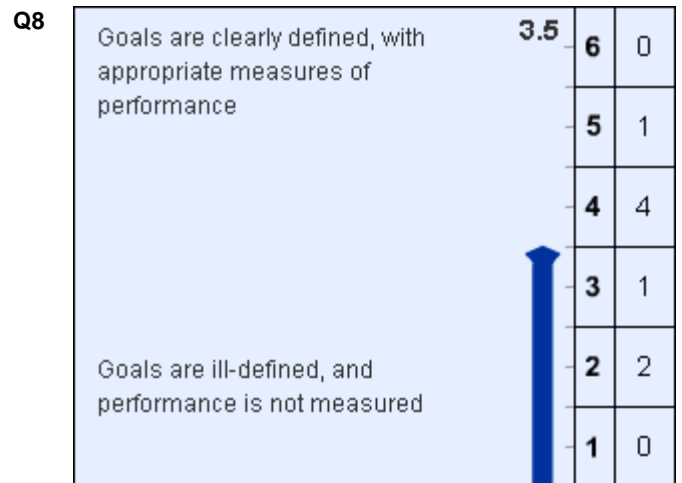 Q8
Goals are clearly defined, with
appropriate measures of
performance
3.5
6 0
5 1
4 4
3 1
Goals are ill-defined, and
performance is not measured
2 2
1 0